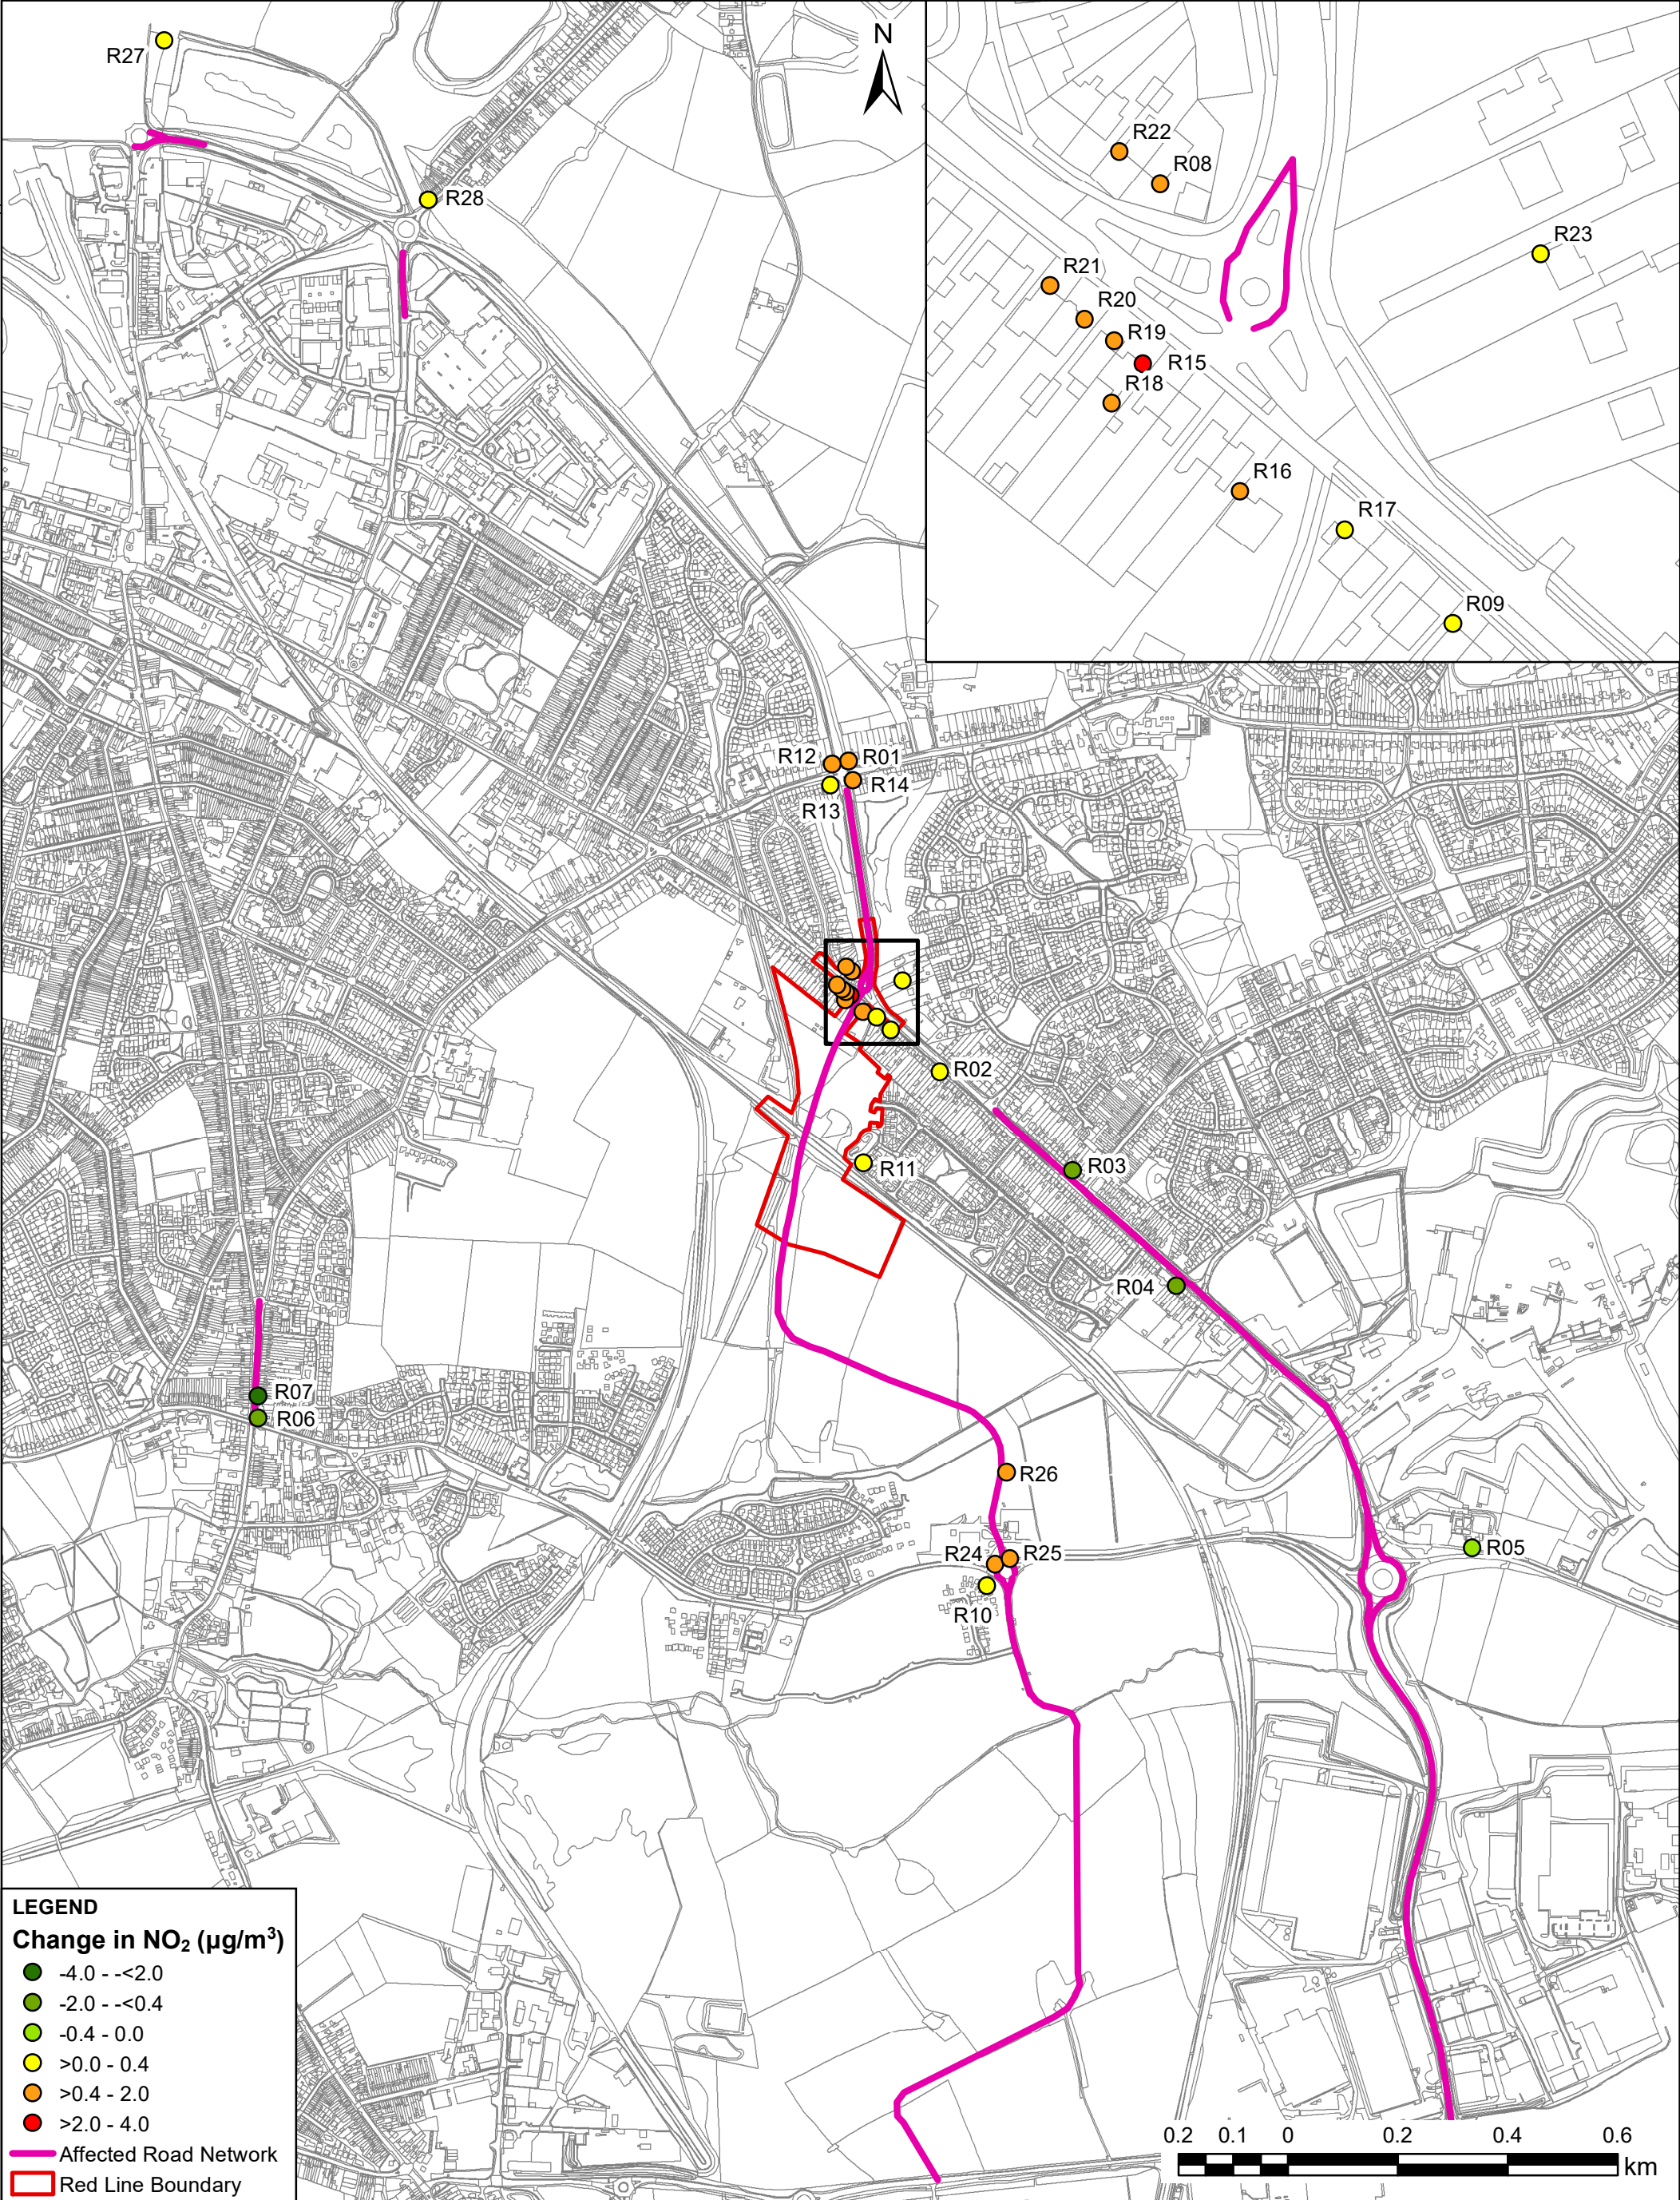 R27
N
R28
R22
R08
R23
R21
R20
R19
R15
R18
R16
R17
R09
R12
R01
R14
R13
R02
R03
R11
R04
R07
R06
R26
R24
R25
R05
R10
LEGEND
Change in NO₂ (µg/m³)
-4.0 - -<2.0
-2.0 - -<0.4
-0.4 - 0.0
>0.0 - 0.4
>0.4 - 2.0
>2.0 - 4.0
Affected Road Network
Red Line Boundary
0.2 0.1 0 0.2 0.4 0.6
km